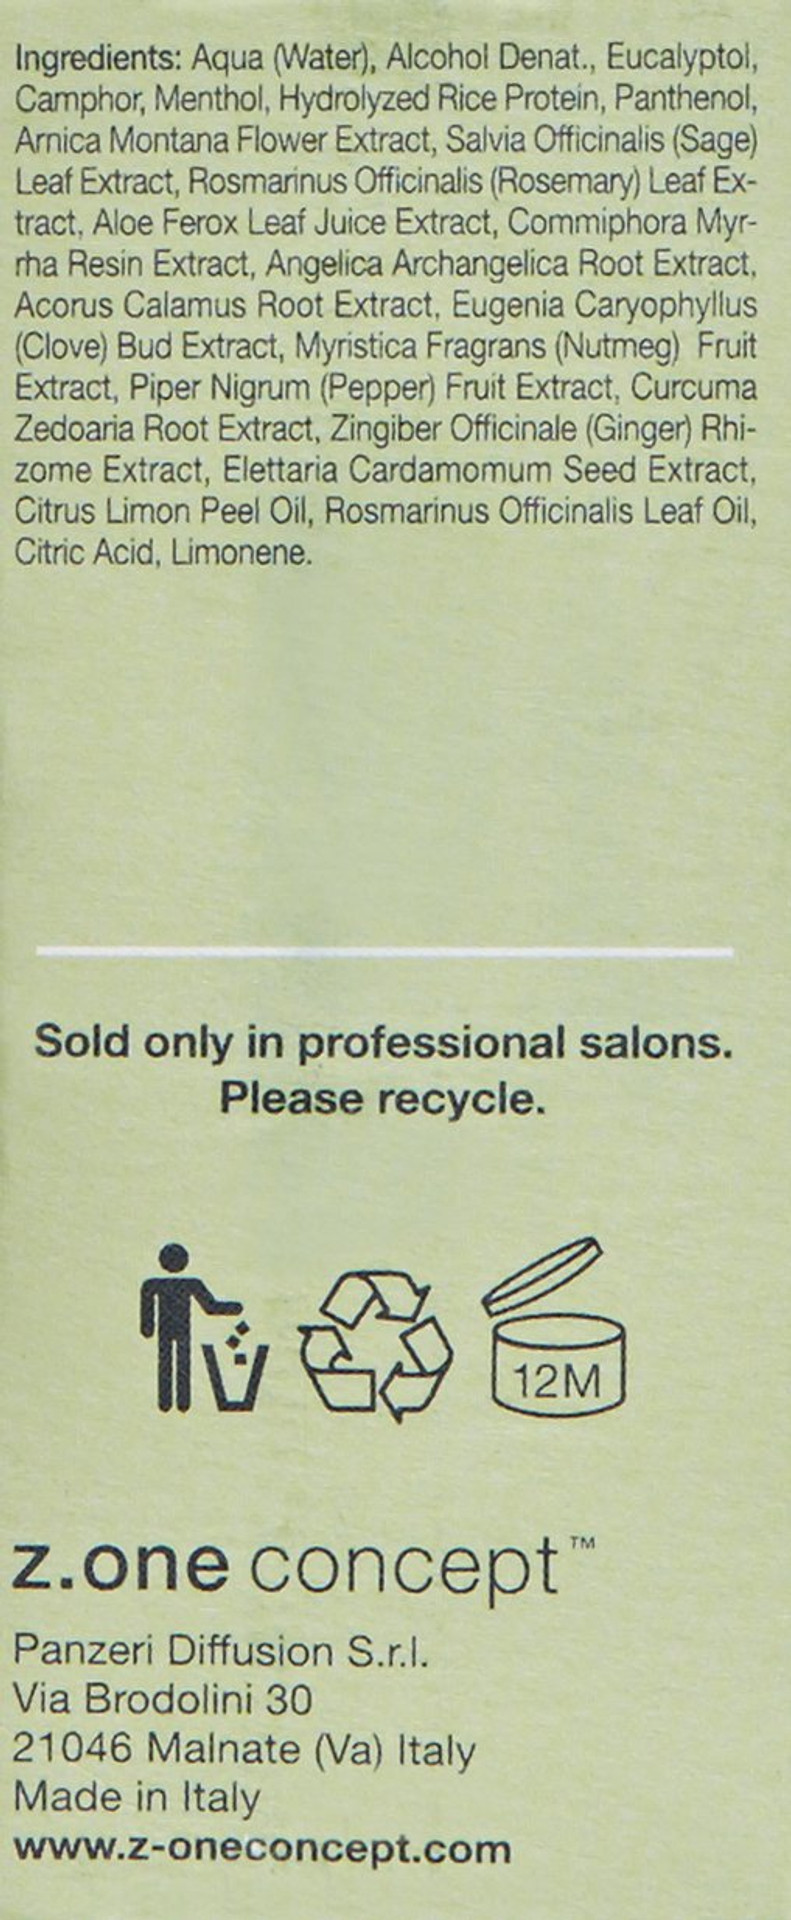 Ingredients: Aqua (Water), Alcohol Denat., Eucalyptol,
Camphor, Menthol, Hydrolyzed Rice Protein, Panthenol,
Arnica Montana Flower Extract, Salvia Officinalis (Sage)
Leaf Extract, Rosmarinus Officinalis (Rosemary) Leaf Ex-
tract, Aloe Ferox Leaf Juice Extract, Commiphora Myr-
rha Resin Extract, Angelica Archangelica Root Extract,
Acorus Calamus Root Extract, Eugenia Caryophyllus
(Clove) Bud Extract, Myristica Fragrans (Nutmeg) Fruit
Extract, Piper Nigrum (Pepper) Fruit Extract, Curcuma
Zedoaria Root Extract, Zingiber Officinale (Ginger) Rhi-
zome Extract, Elettaria Cardamomum Seed Extract,
Citrus Limon Peel Oil, Rosmarinus Officinalis Leaf Oil,
Citric Acid, Limonene.
Sold only in professional salons.
Please recycle.
12M
z.one concept™
Panzeri Diffusion S.r.l.
Via Brodolini 30
21046 Malnate (Va) Italy
Made in Italy
www.z-oneconcept.com